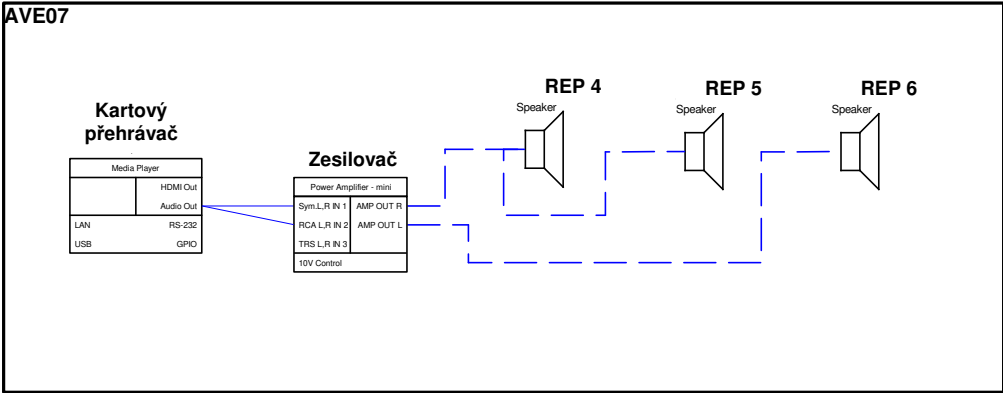 AVE07
REP 4
REP 5
REP 6
Speaker
Speaker
Speaker
Kartový
přehrávač
Zesilovač
Media Player
HDMI Out
Audio Out
LAN
RS-232
USB
GPIO
Power Amplifier - mini
Sym.L,R IN 1
AMP OUT R
RCA L,R IN 2
AMP OUT L
TRS L,R IN 3
10V Control